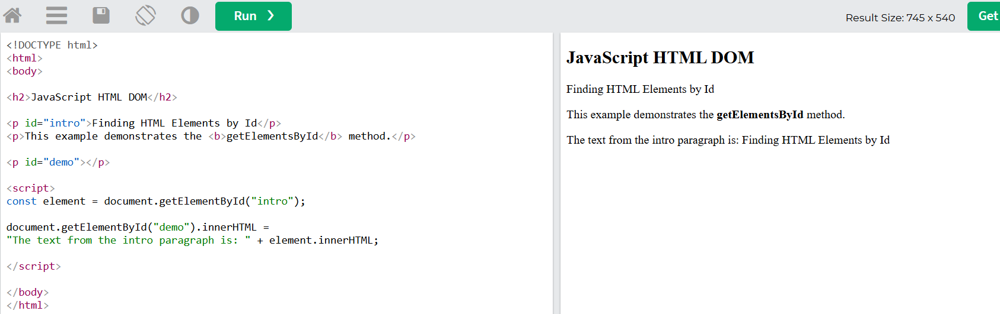 Run ❯
Result Size: 745 x 540
Get
<!DOCTYPE html>
<html>
<body>
<h2>JavaScript HTML DOM</h2>
<p id="intro">Finding HTML Elements by Id</p>
<p>This example demonstrates the <b>getElementsById</b> method.</p>
<p id="demo"></p>
<script>
const element = document.getElementById("intro");
document.getElementById("demo").innerHTML =
"The text from the intro paragraph is: " + element.innerHTML;
</script>
</body>
</html>
JavaScript HTML DOM
Finding HTML Elements by Id
This example demonstrates the getElementsById method.
The text from the intro paragraph is: Finding HTML Elements by Id